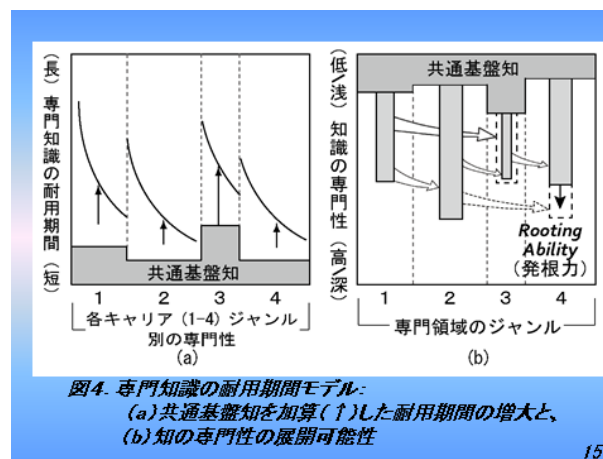 (長) 専門知識の耐用期間 (短)
共通基盤知
1 2 3 4
各キャリア (1-4) ジャンル
別の専門性
(a)
(低/浅) 知識の専門性 (高/深)
共通基盤知
Rooting
Ability
(発根力)
1 2 3 4
専門領域のジャンル
(b)
図4. 専門知識の耐用期間モデル:
(a)共通基盤知を加算(↑)した耐用期間の増大と、
(b)知の専門性の展開可能性
15